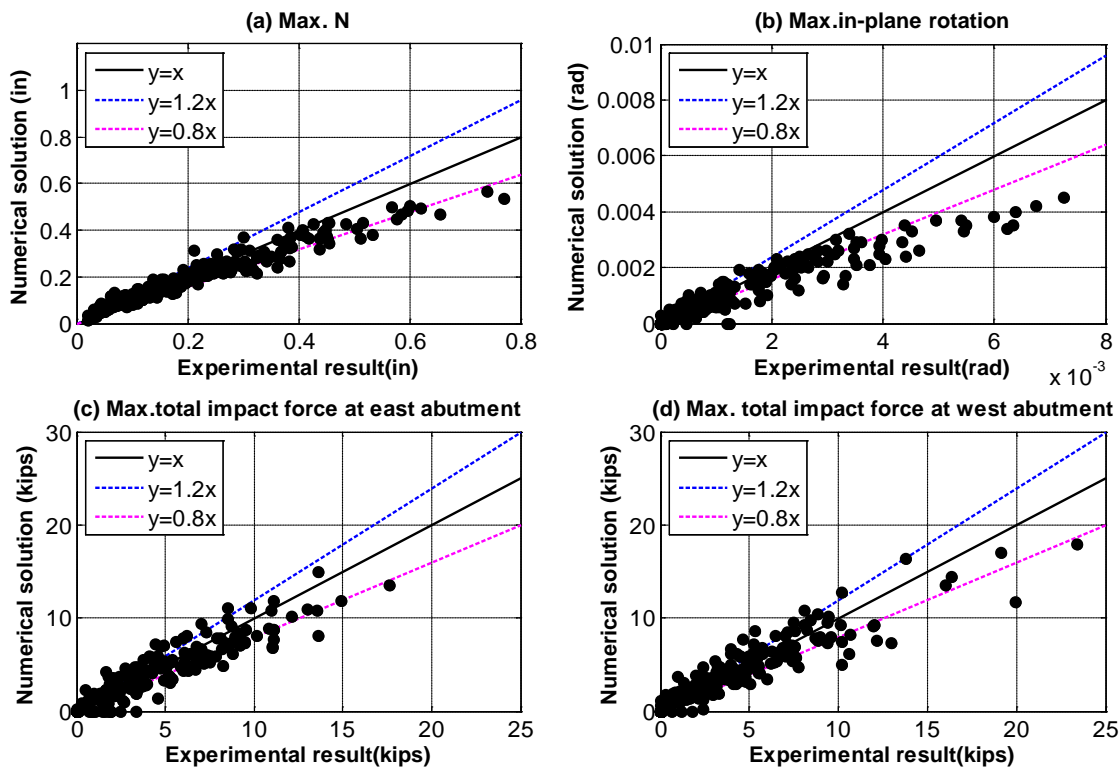 (a) Max. N
Numerical solution (in)
1
0.8
0.6
0.4
0.2
0
y=x
y=1.2x
y=0.8x
0 0.2 0.4 0.6 0.8
Experimental result(in)
(b) Max.in-plane rotation
Numerical solution (rad)
0.01
0.008
0.006
0.004
0.002
0
y=x
y=1.2x
y=0.8x
0 2 4 6 8
x 10-3
Experimental result(rad)
(c) Max.total impact force at east abutment
Numerical solution (kips)
30
20
10
0
y=x
y=1.2x
y=0.8x
0 5 10 15 20 25
Experimental result(kips)
(d) Max. total impact force at west abutment
Numerical solution (kips)
30
20
10
0
y=x
y=1.2x
y=0.8x
0 5 10 15 20 25
Experimental result(kips)